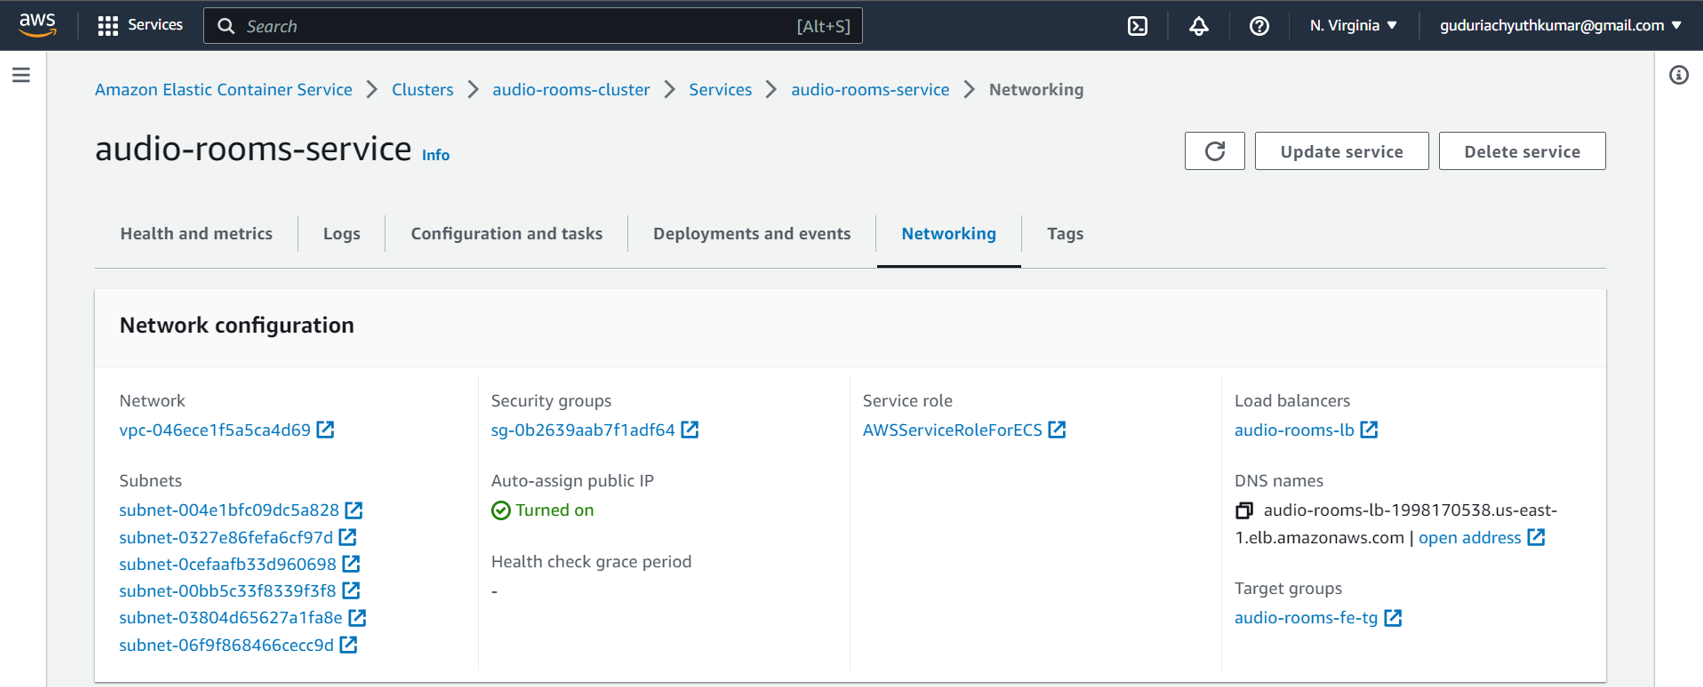 aws
Services
Search
[Alt+S]
N. Virginia
guduriachyuthkumar@gmail.com
Amazon Elastic Container Service > Clusters > audio-rooms-cluster > Services > audio-rooms-service > Networking
audio-rooms-service Info
Update service
Delete service
Health and metrics
Logs
Configuration and tasks
Deployments and events
Networking
Tags
Network configuration
Network
vpc-046ece1f5a5ca4d69
Subnets
subnet-004e1bfc09dc5a828
subnet-0327e86fefa6cf97d
subnet-0cefaafb33d960698
subnet-00bb5c33f8339f3f8
subnet-03804d65627a1fa8e
subnet-06f9f868466cecc9d
Security groups
sg-0b2639aab7f1adf64
Auto-assign public IP
Turned on
Health check grace period
-
Service role
AWSServiceRoleForECS
Load balancers
audio-rooms-lb
DNS names
audio-rooms-lb-1998170538.us-east-
1.elb.amazonaws.com | open address
Target groups
audio-rooms-fe-tg